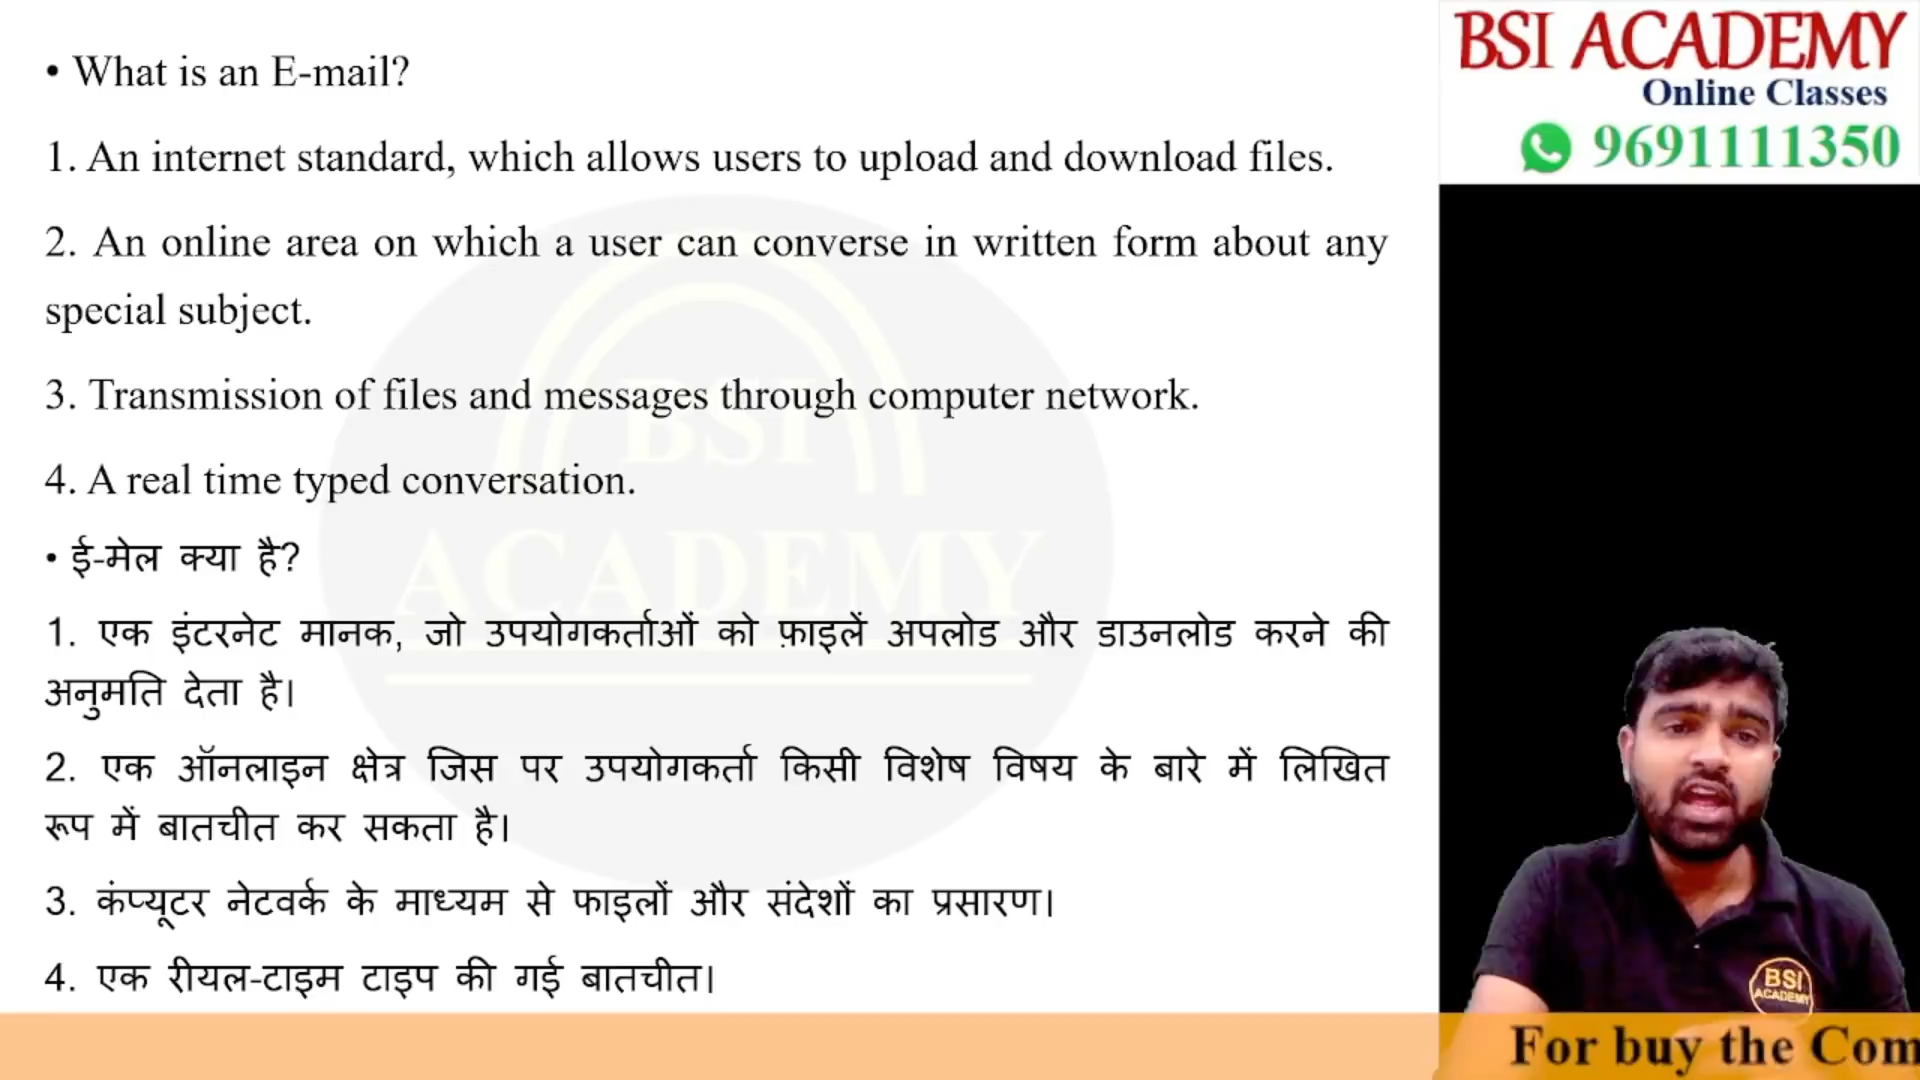 • What is an E-mail?
1. An internet standard, which allows users to upload and download files.
2. An online area on which a user can converse in written form about any
special subject.
3. Transmission of files and messages through computer network.
4. A real time typed conversation.
• ई-मेल क्या है?
1. एक इंटरनेट मानक, जो उपयोगकर्ताओं को फ़ाइलें अपलोड और डाउनलोड करने की
अनुमति देता है।
2. एक ऑनलाइन क्षेत्र जिस पर उपयोगकर्ता किसी विशेष विषय के बारे में लिखित
रूप में बातचीत कर सकता है।
3. कंप्यूटर नेटवर्क के माध्यम से फाइलों और संदेशों का प्रसारण।
4. एक रीयल-टाइम टाइप की गई बातचीत।
BSI
ACADEMY
BSI ACADEMY
Online Classes
9691111350
BSI
ACADEMY
For buy the Com